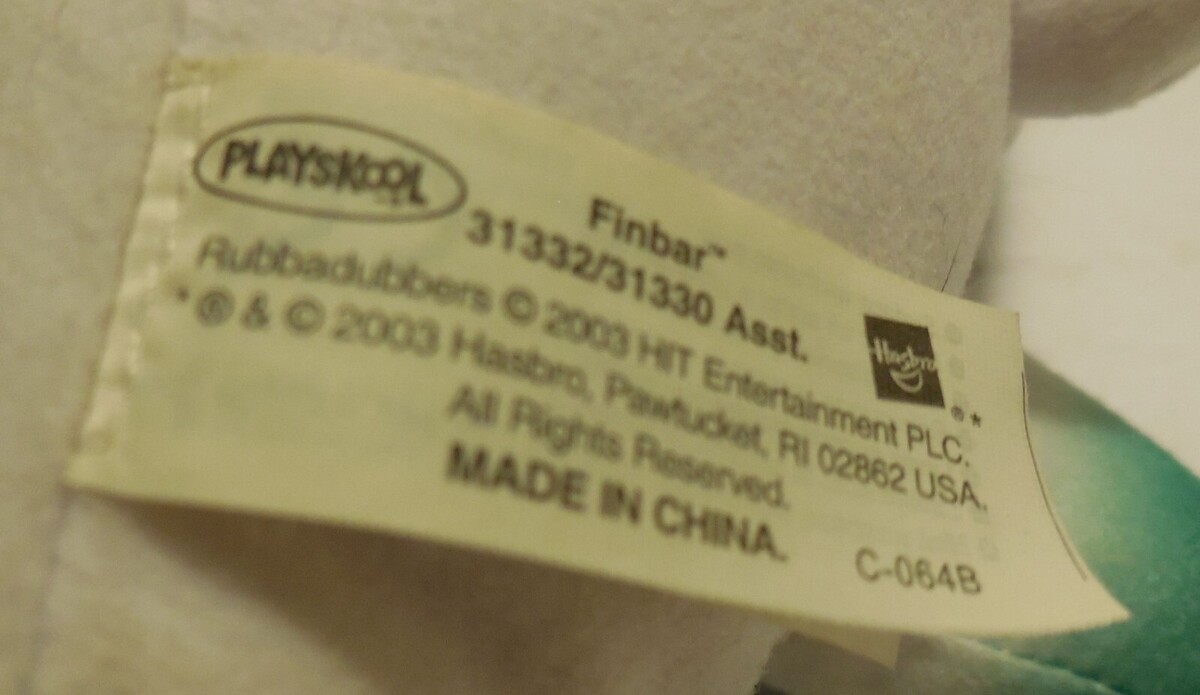 PLAYSKOOL
Finbar™
31332/31330 Asst.
Rubbadubbers © 2003 HIT Entertainment PLC.
*® & © 2003 Hasbro, Pawtucket, RI 02862 USA.
All Rights Reserved.
MADE IN CHINA.
C-064B
Hasbro
®*